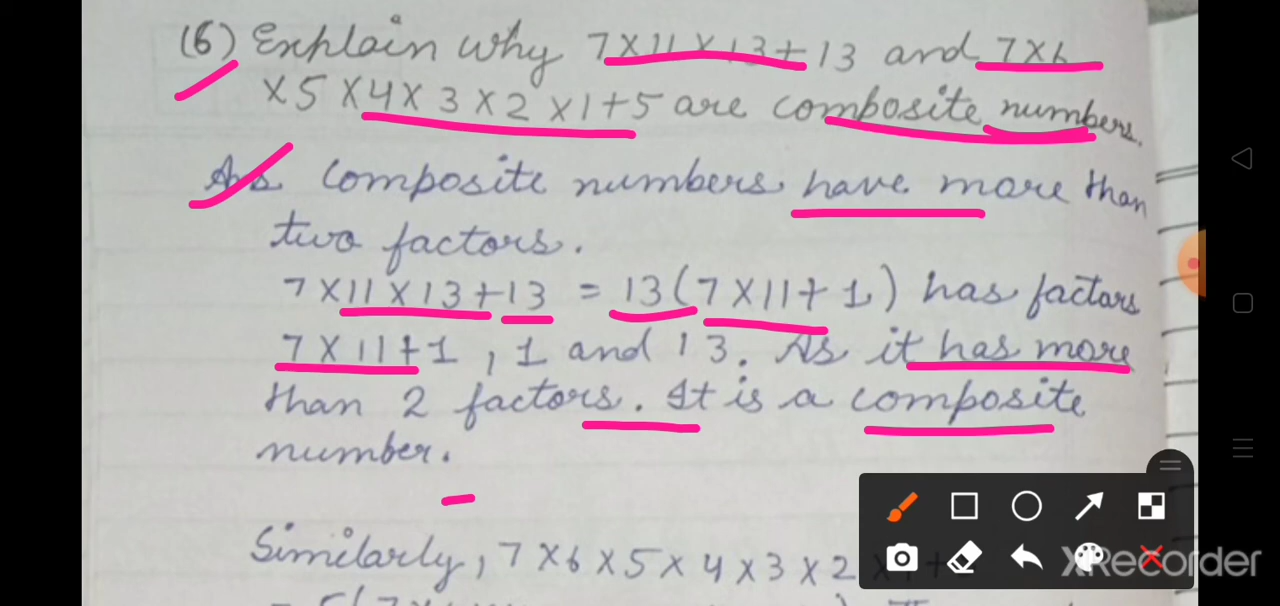 (6) Explain why 7×11×13+13 and 7×6
×5×4×3×2×1+5 are composite numbers.
Ans Composite numbers have more than
two factors.
7×11×13+13 = 13(7×11+1) has factors
7×11+1, 1 and 13. As it has more
than 2 factors. It is a composite
number.
Similarly, 7×6×5×4×3×2
XRecorder